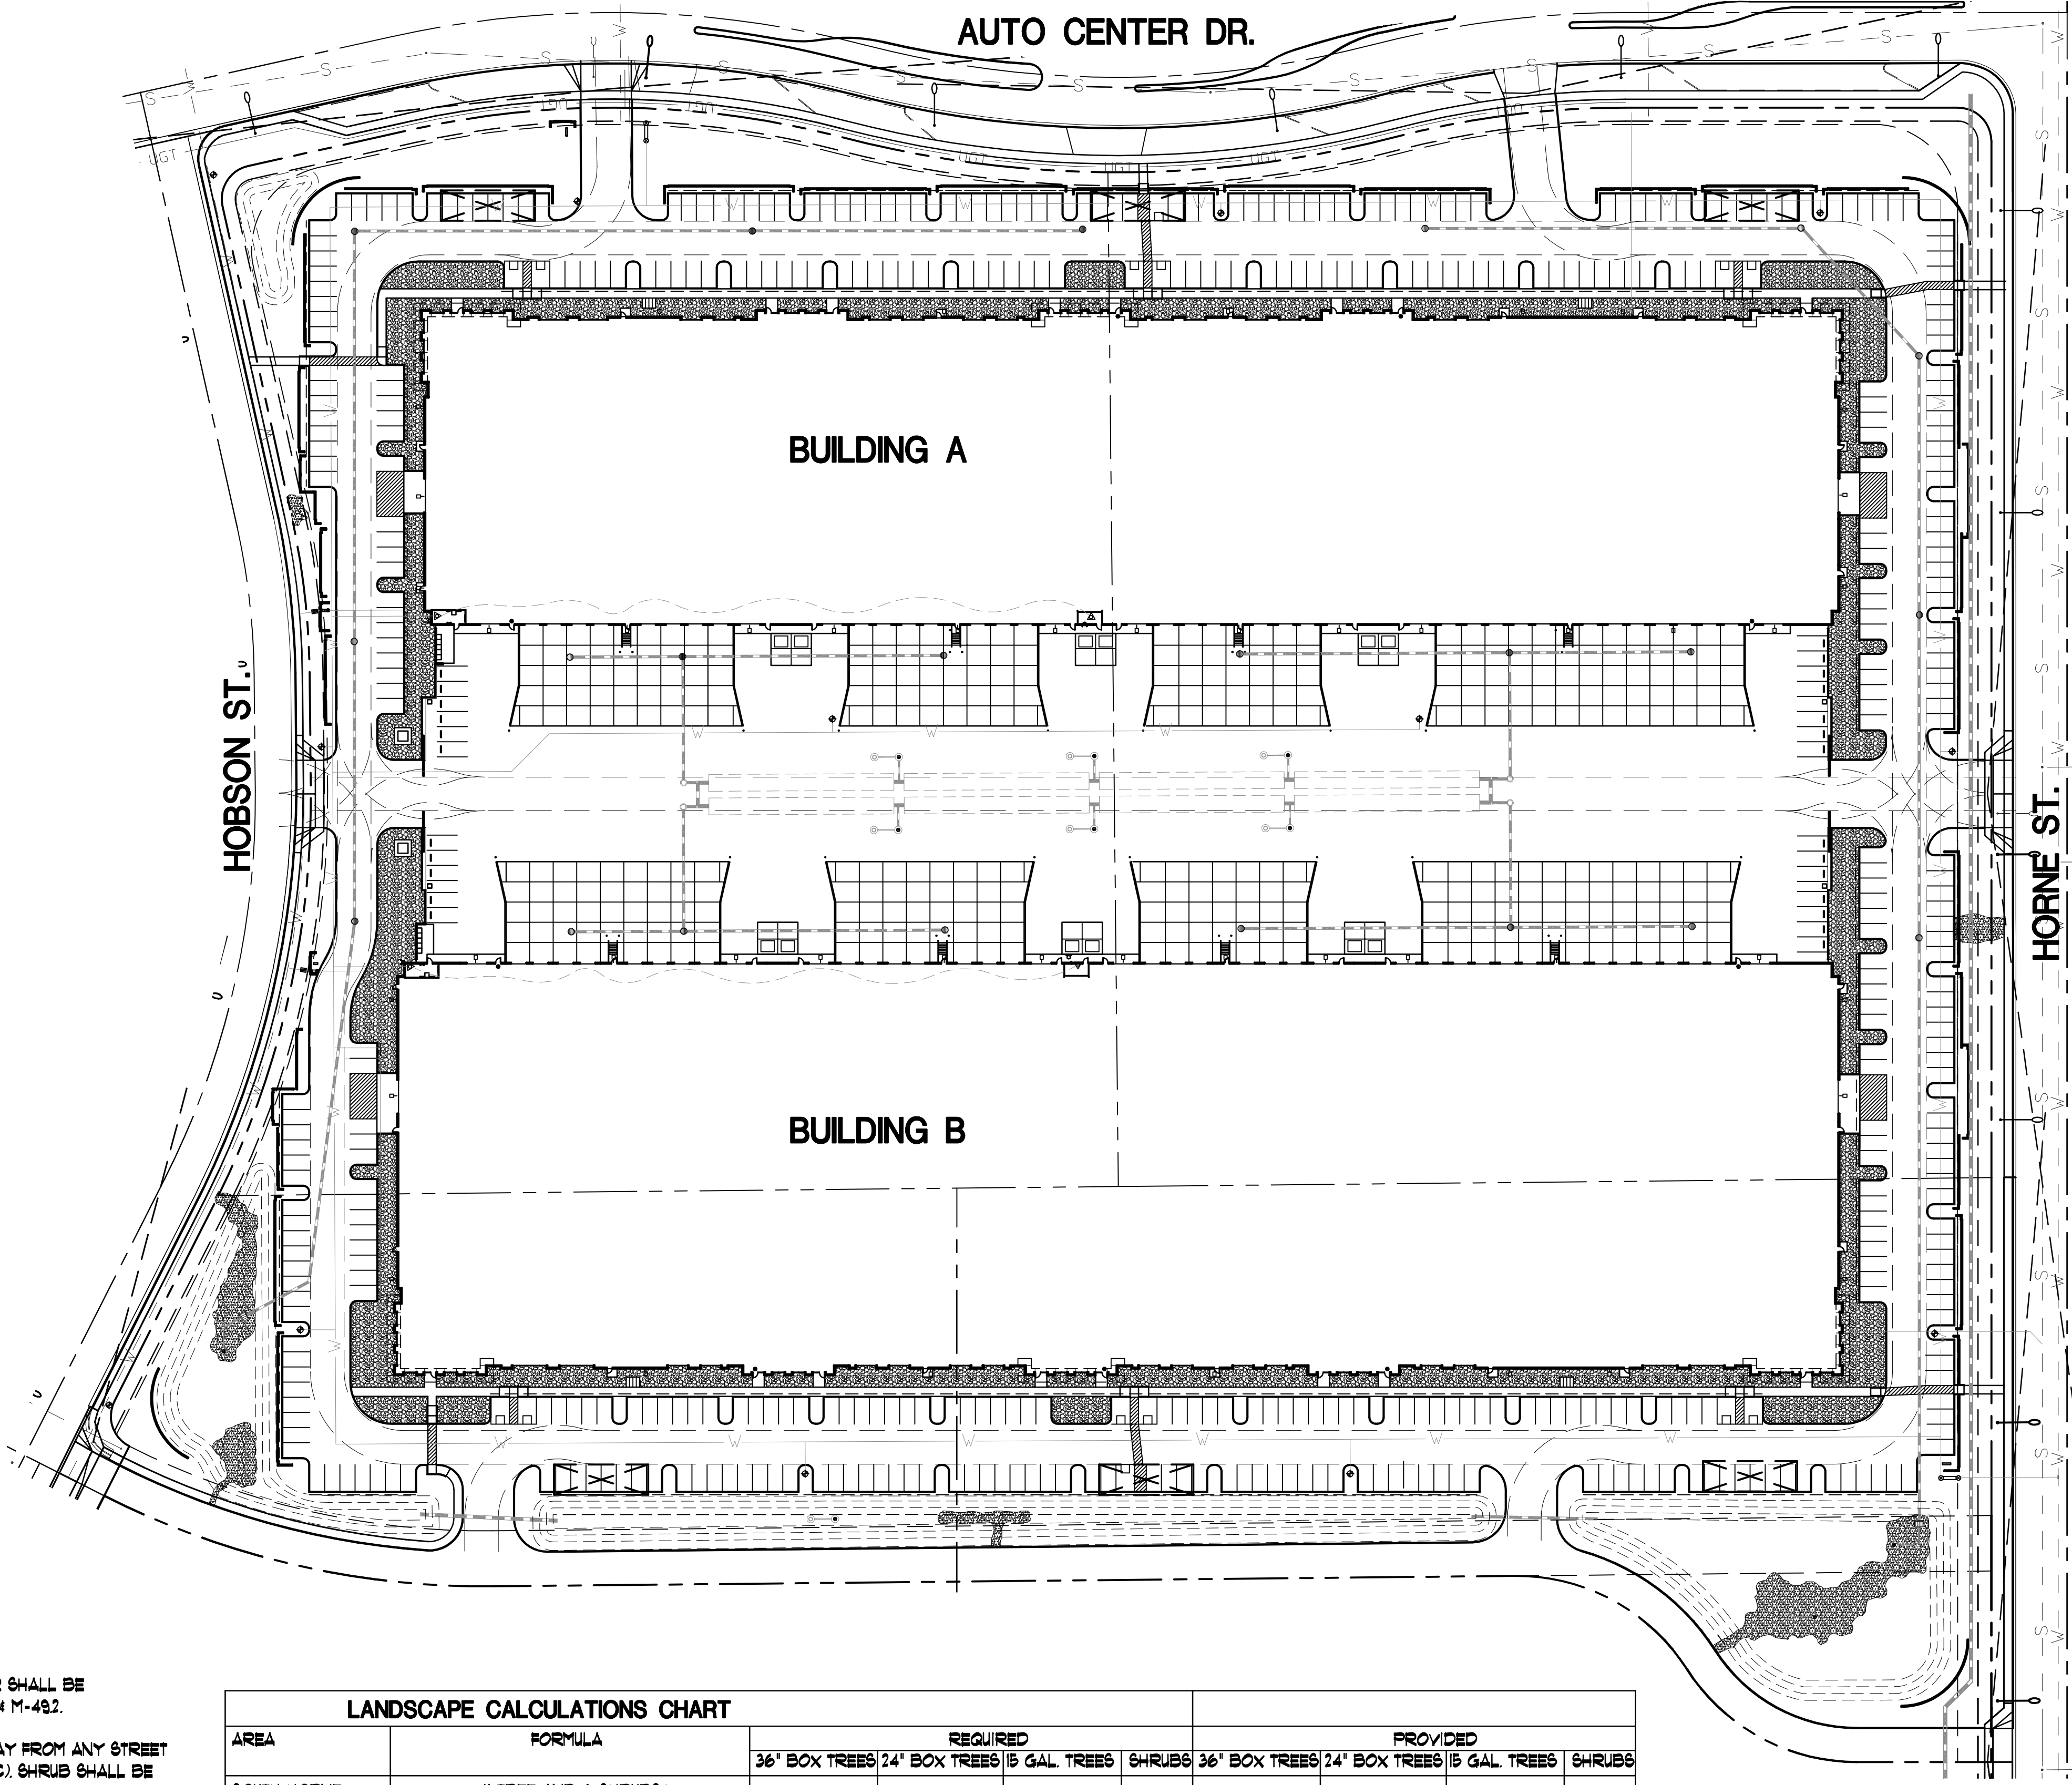 AUTO CENTER DR.
BUILDING A
HOBSON ST.
HORNE ST.
BUILDING B
SHALL BE
M-49.2.
FROM ANY STREET
SHRUB SHALL BE
LANDSCAPE CALCULATIONS CHART
AREA FORMULA REQUIRED PROVIDED
36" BOX TREES 24" BOX TREES 15 GAL. TREES SHRUBS 36" BOX TREES 24" BOX TREES 15 GAL. TREES SHRUBS